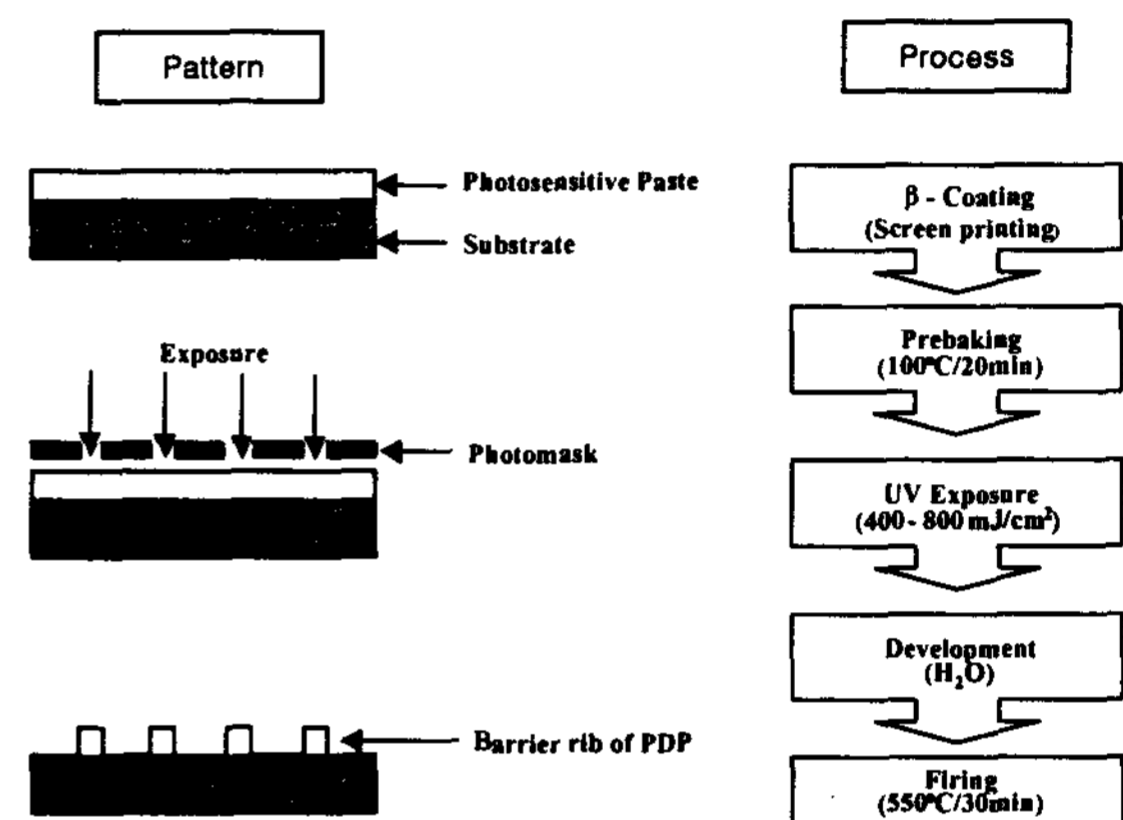 Pattern
Photosensitive Paste
Substrate
Exposure
Photomask
Barrier rib of PDP
Process
β - Coating
(Screen printing)
Prebaking
(100°C/20min)
UV Exposure
(400 - 800 mJ/cm²)
Development
(H₂O)
Firing
(550°C/30min)